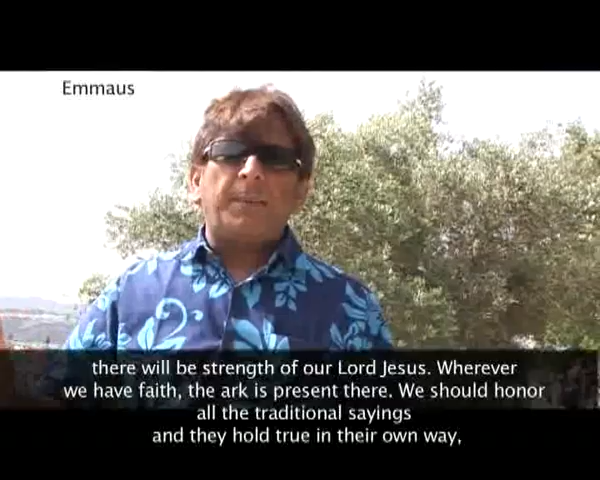 Emmaus
there will be strength of our Lord Jesus. Wherever
we have faith, the ark is present there. We should honor
all the traditional sayings
and they hold true in their own way,